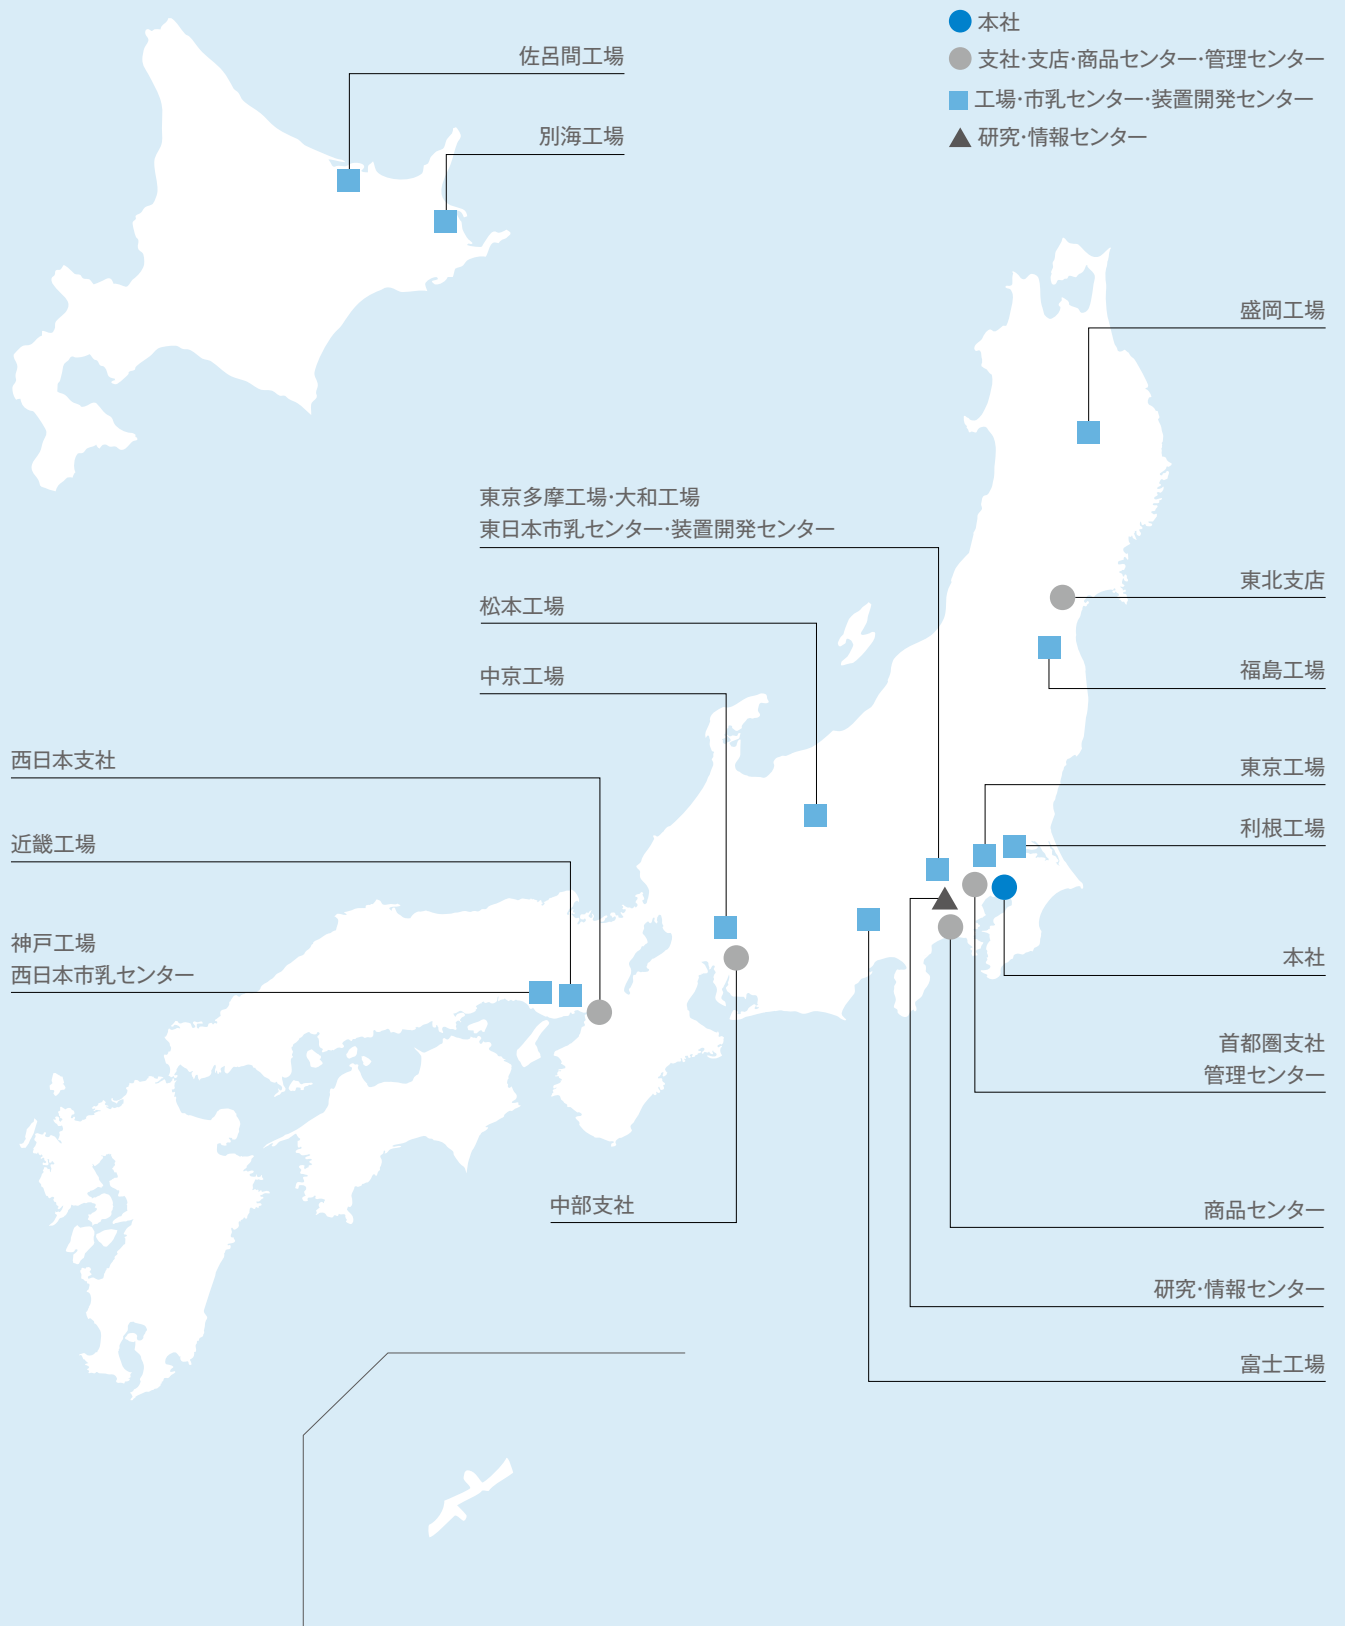 本社
支社・支店・商品センター・管理センター
工場・市乳センター・装置開発センター
研究・情報センター
佐呂間工場
別海工場
盛岡工場
東京多摩工場・大和工場
東日本市乳センター・装置開発センター
東北支店
松本工場
福島工場
中京工場
西日本支社
東京工場
利根工場
近畿工場
神戸工場
西日本市乳センター
本社
首都圏支社
管理センター
中部支社
商品センター
研究・情報センター
富士工場